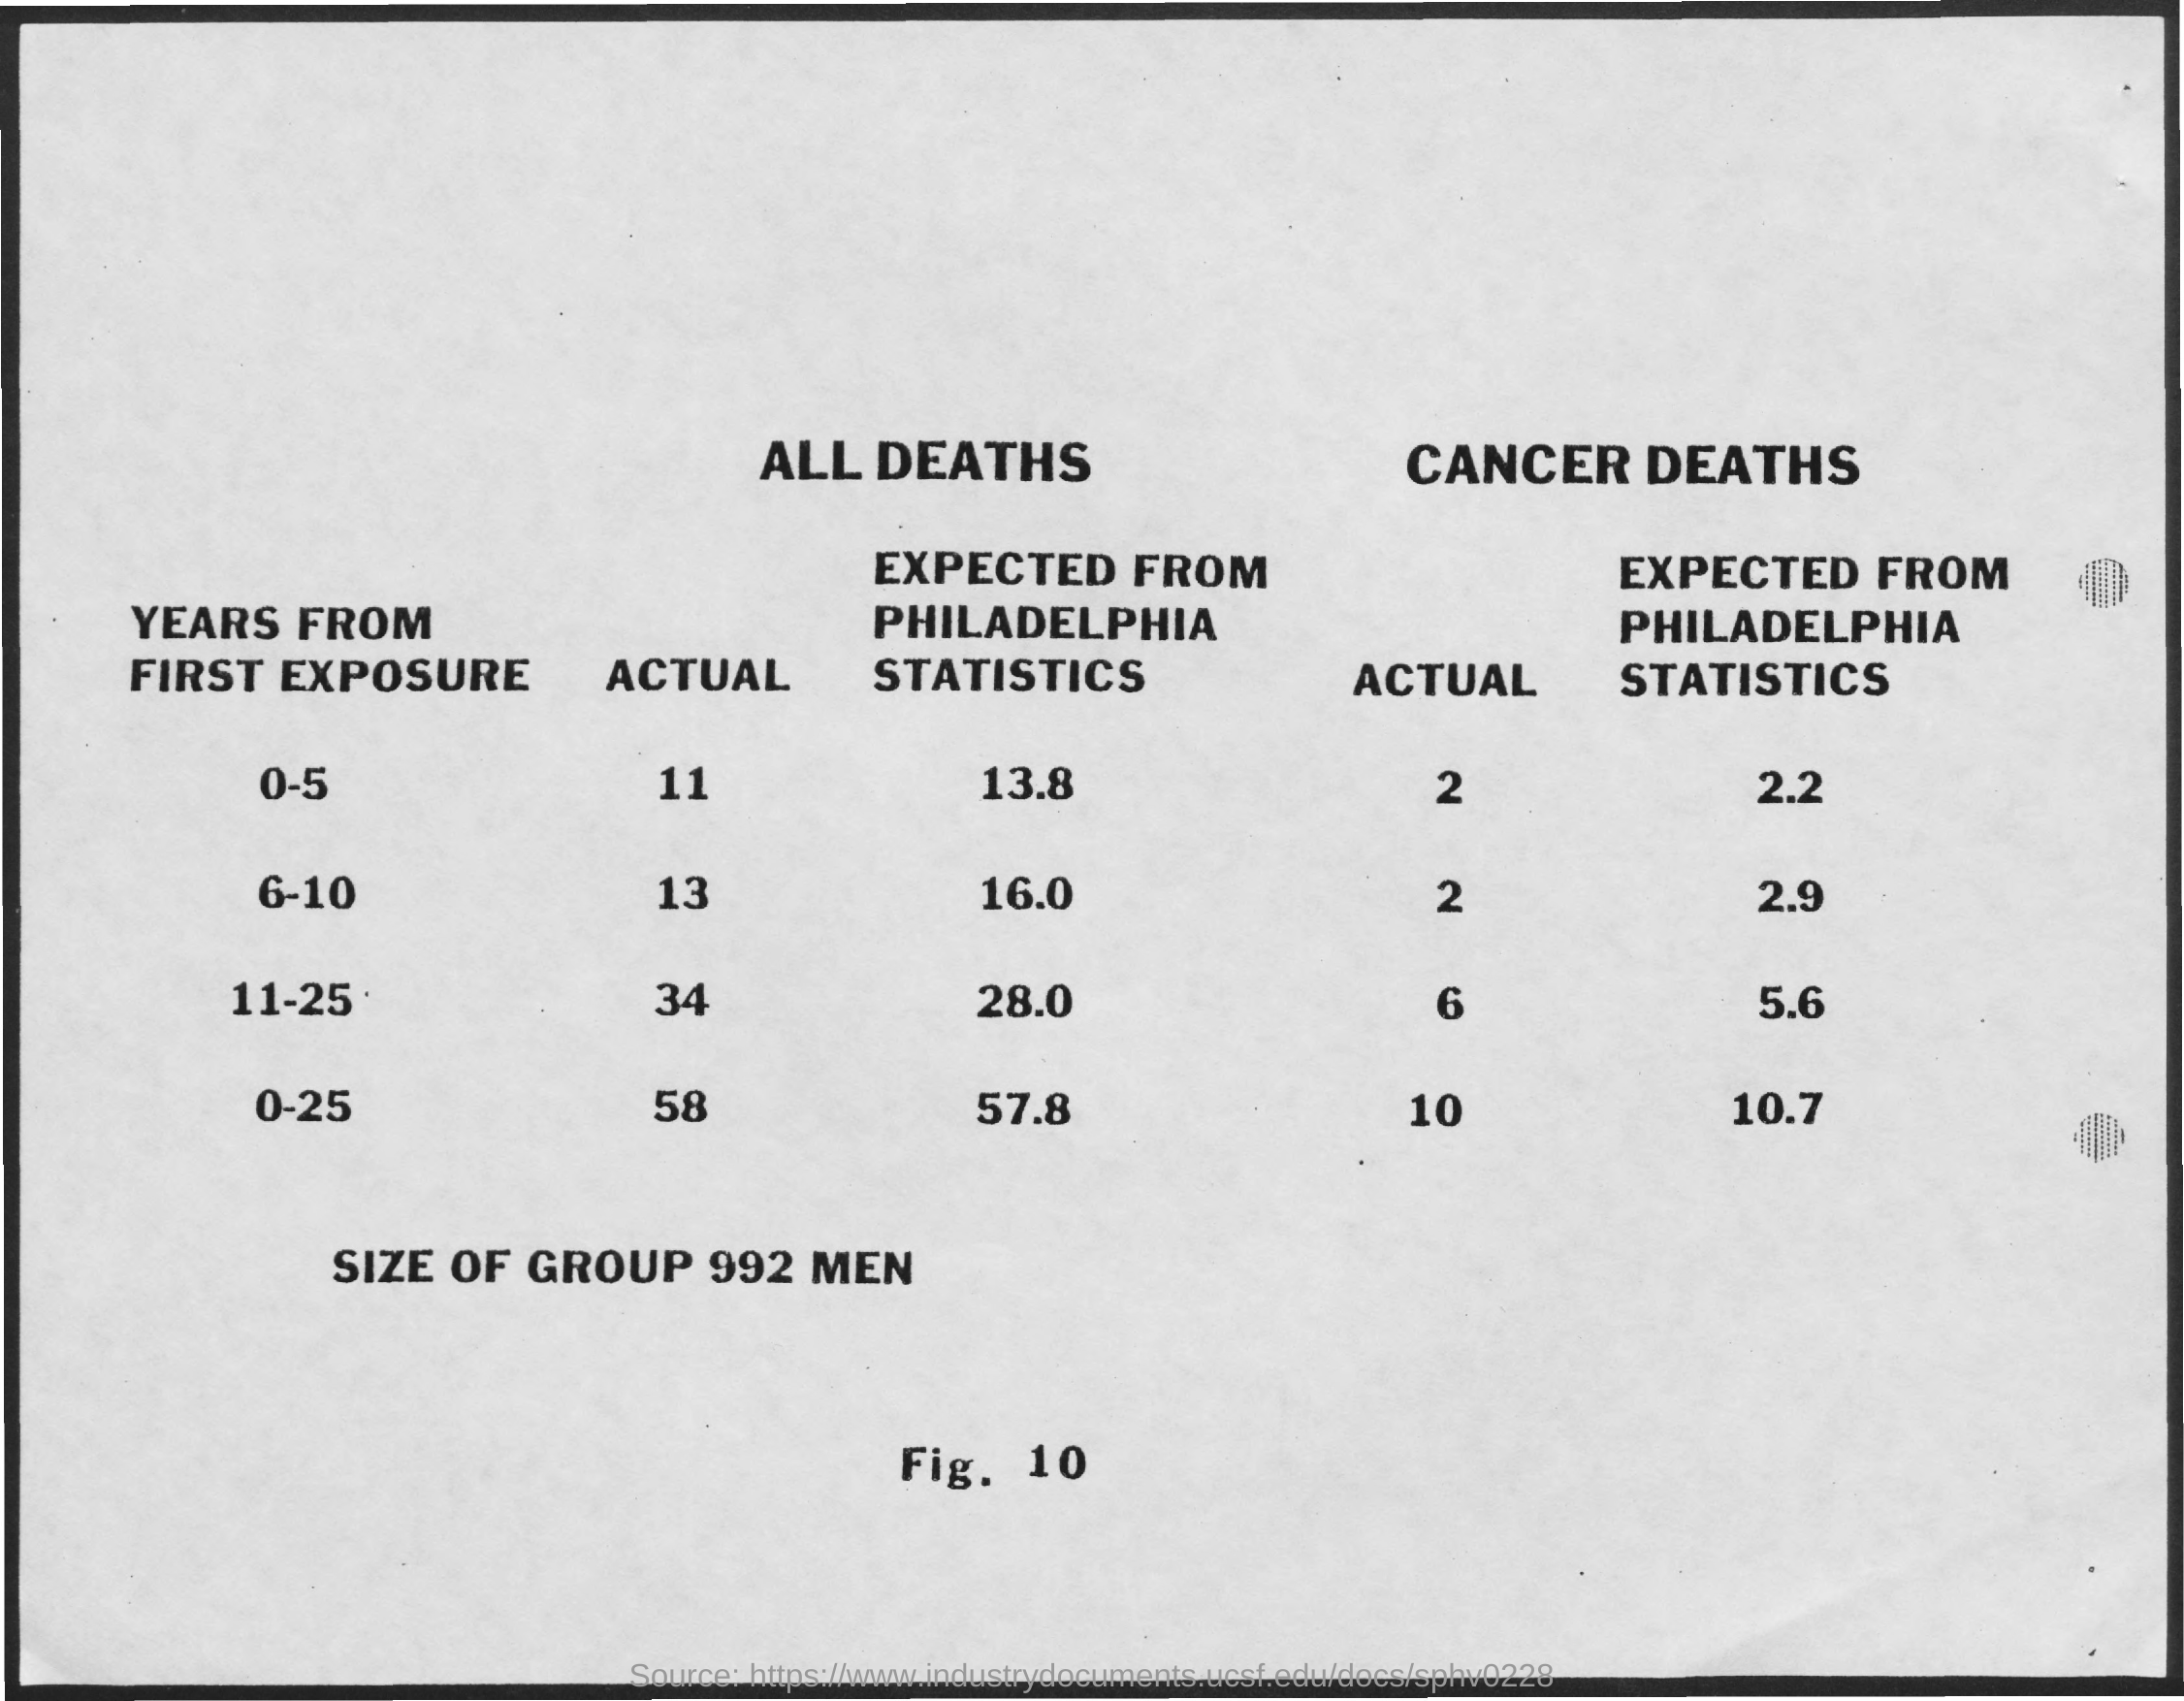 ALL DEATHS CANCER DEATHS
YEARS FROM FIRST EXPOSURE ACTUAL EXPECTED FROM PHILADELPHIA STATISTICS ACTUAL EXPECTED FROM PHILADELPHIA STATISTICS
0-5 11 13.8 2 2.2
6-10 13 16.0 2 2.9
11-25 34 28.0 6 5.6
0-25 58 57.8 10 10.7
SIZE OF GROUP 992 MEN
Fig. 10
Source: https://www.industrydocuments.ucsf.edu/docs/sphv0228